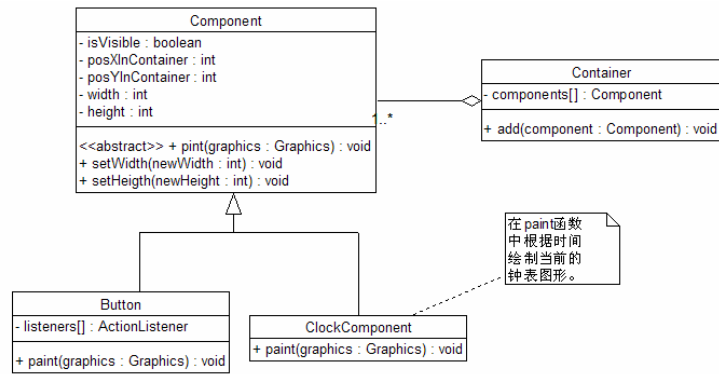 Component
- isVisible : boolean
- posXInContainer : int
- posYInContainer : int
- width : int
- height : int
<<abstract>> + pint(graphics : Graphics) : void
+ setWidth(newWidth : int) : void
+ setHeigth(newHeight : int) : void
1..*
Container
- components[] : Component
+ add(component : Component) : void
在paint函数
中根据时间
绘制当前的
钟表图形。
Button
- listeners[] : ActionListener
+ paint(graphics : Graphics) : void
ClockComponent
+ paint(graphics : Graphics) : void